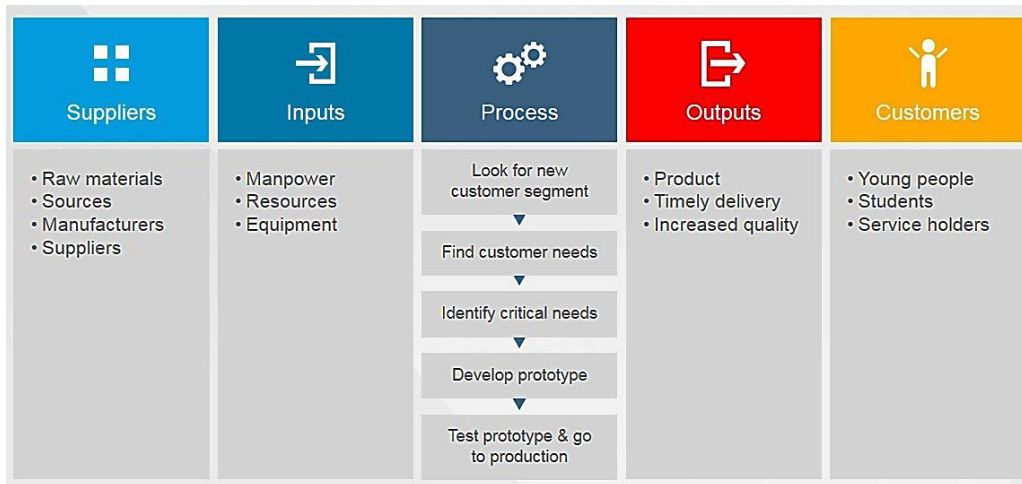 Suppliers
Inputs
Process
Outputs
Customers
• Raw materials
• Sources
• Manufacturers
• Suppliers
• Manpower
• Resources
• Equipment
Look for new
customer segment
Find customer needs
Identify critical needs
Develop prototype
Test prototype & go
to production
• Product
• Timely delivery
• Increased quality
• Young people
• Students
• Service holders